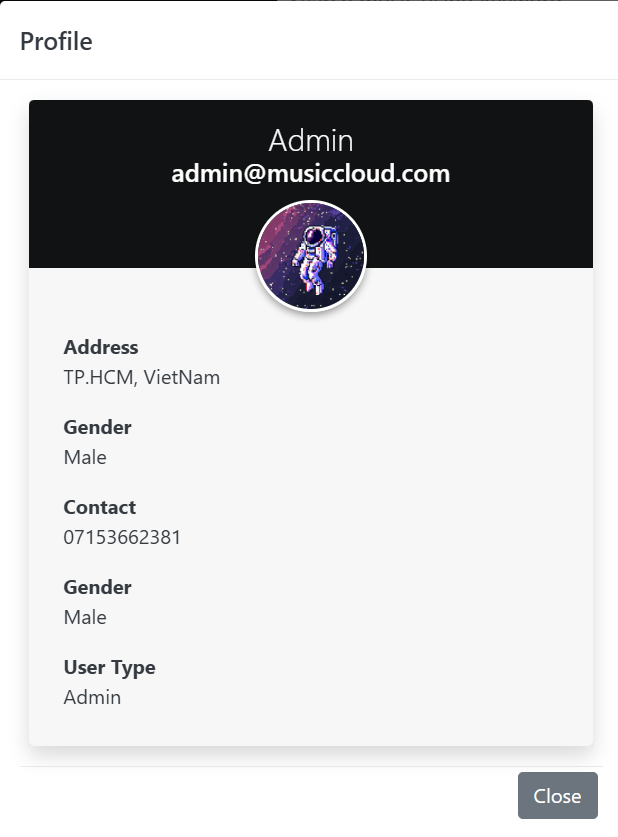 Profile
Admin
admin@musiccloud.com
Address
TP.HCM, VietNam
Gender
Male
Contact
07153662381
Gender
Male
User Type
Admin
Close